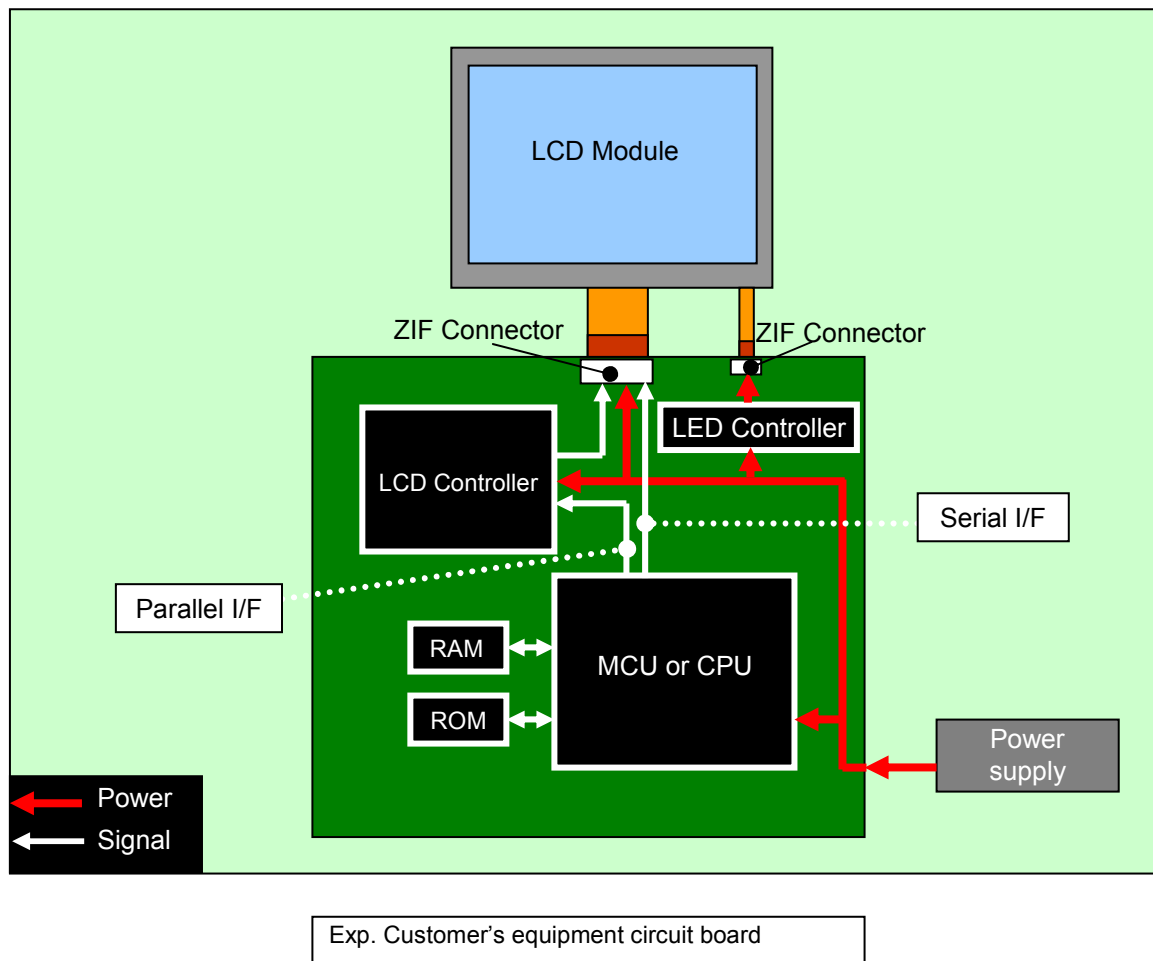 LCD Module
ZIF Connector
ZIF Connector
LED Controller
LCD Controller
Serial I/F
Parallel I/F
RAM
MCU or CPU
ROM
Power
supply
Power
Signal
Exp. Customer’s equipment circuit board